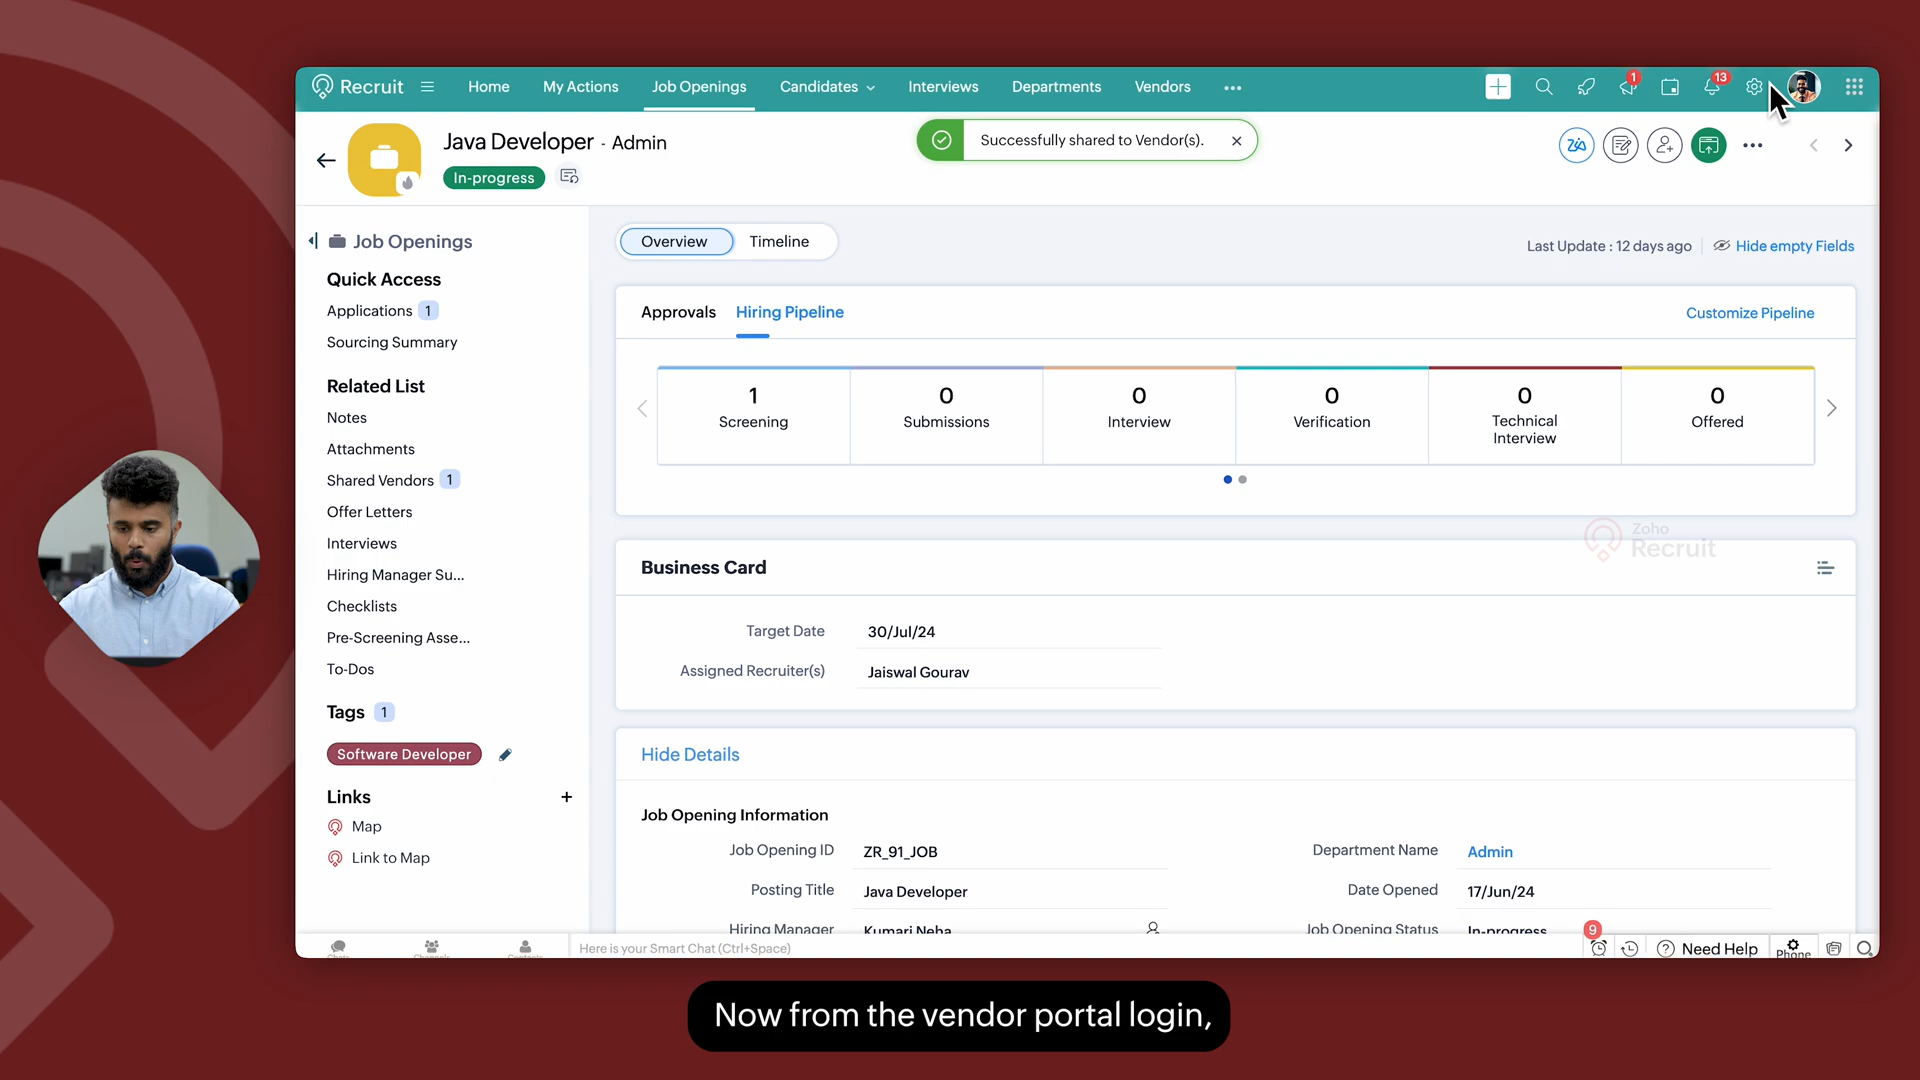 Recruit
Home
My Actions
Job Openings
Candidates
Interviews
Departments
Vendors
1
13
Java Developer - Admin
In-progress
Successfully shared to Vendor(s).
Zia
Job Openings
Quick Access
Applications 1
Sourcing Summary
Related List
Notes
Attachments
Shared Vendors 1
Offer Letters
Interviews
Hiring Manager Su...
Checklists
Pre-Screening Asse...
To-Dos
Tags 1
Software Developer
Links
Map
Link to Map
Overview
Timeline
Last Update : 12 days ago
Hide empty Fields
Approvals
Hiring Pipeline
Customize Pipeline
1
Screening
0
Submissions
0
Interview
0
Verification
0
Technical
Interview
0
Offered
Zoho
Recruit
Business Card
Target Date 30/Jul/24
Assigned Recruiter(s) Jaiswal Gourav
Hide Details
Job Opening Information
Job Opening ID ZR_91_JOB
Department Name Admin
Posting Title Java Developer
Date Opened 17/Jun/24
Hiring Manager Kumari Neha
Job Opening Status In-progress
Chats
Channels
Contacts
Here is your Smart Chat (Ctrl+Space)
9
Need Help
Phone
Now from the vendor portal login,